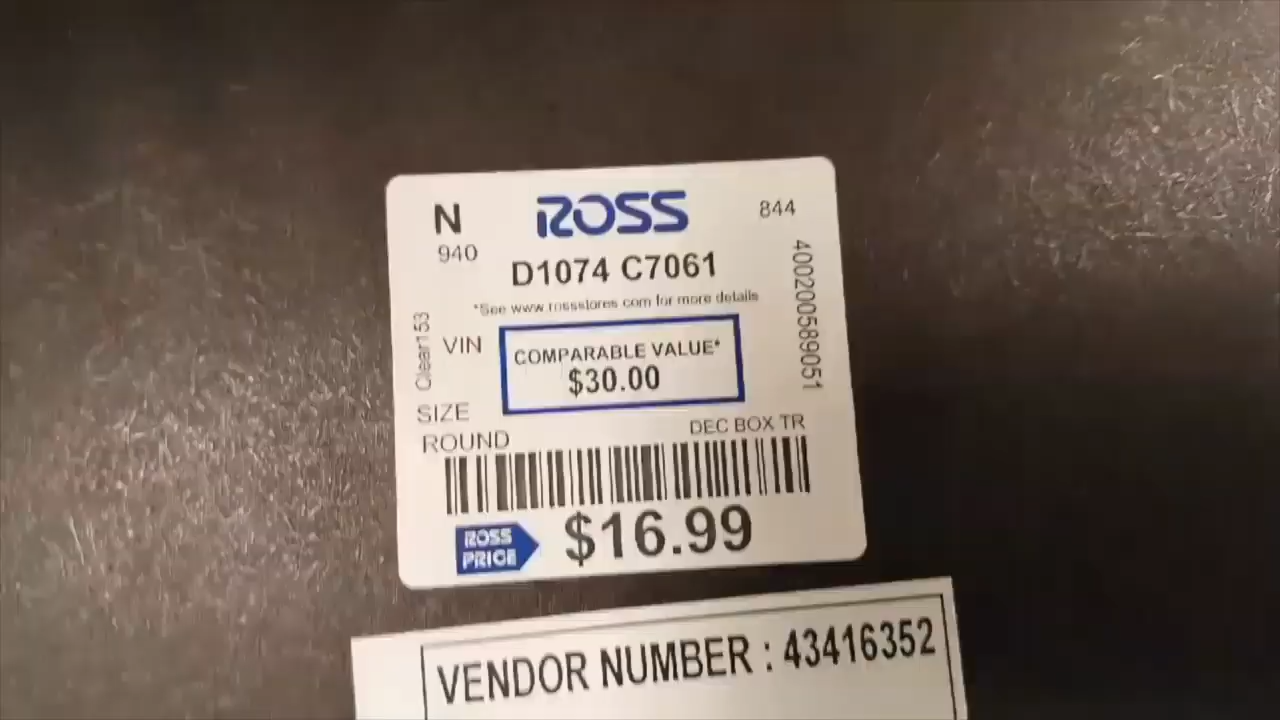 N
ROSS
844
940
D1074 C7061
*See www.rossstores.com for more details
400200589051
Clear153
VIN
COMPARABLE VALUE*
$30.00
SIZE
ROUND
DEC BOX TR
ROSS
PRICE
$16.99
VENDOR NUMBER : 43416352